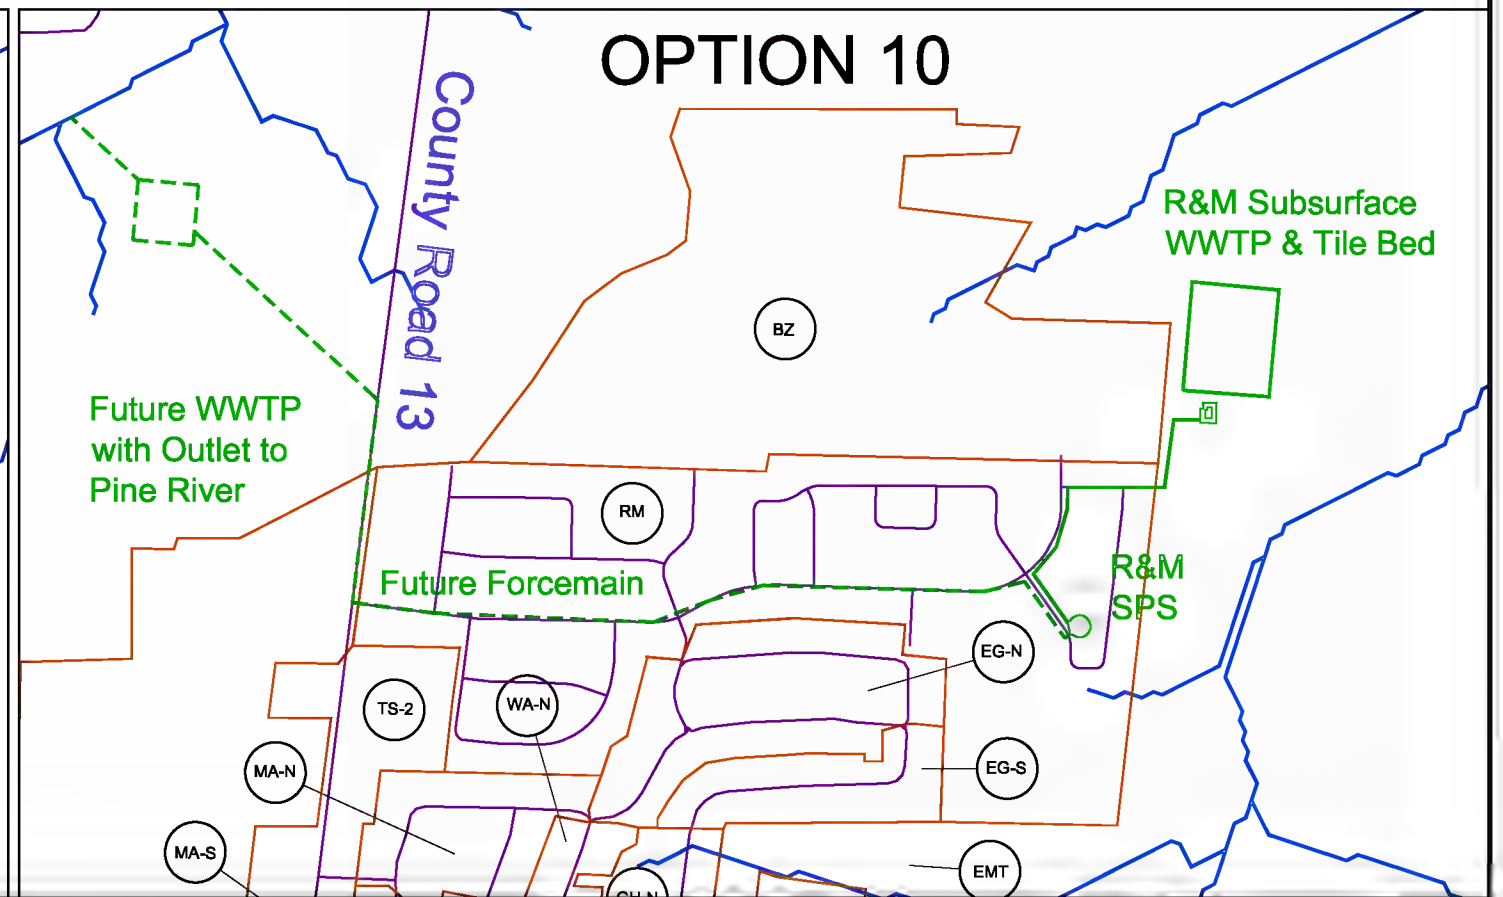 OPTION 10
County Road 13
R&M Subsurface
WWTP & Tile Bed
BZ
Future WWTP
with Outlet to
Pine River
RM
Future Forcemain
R&M
SPS
EG-N
TS-2
WA-N
MA-N
EG-S
MA-S
EMT